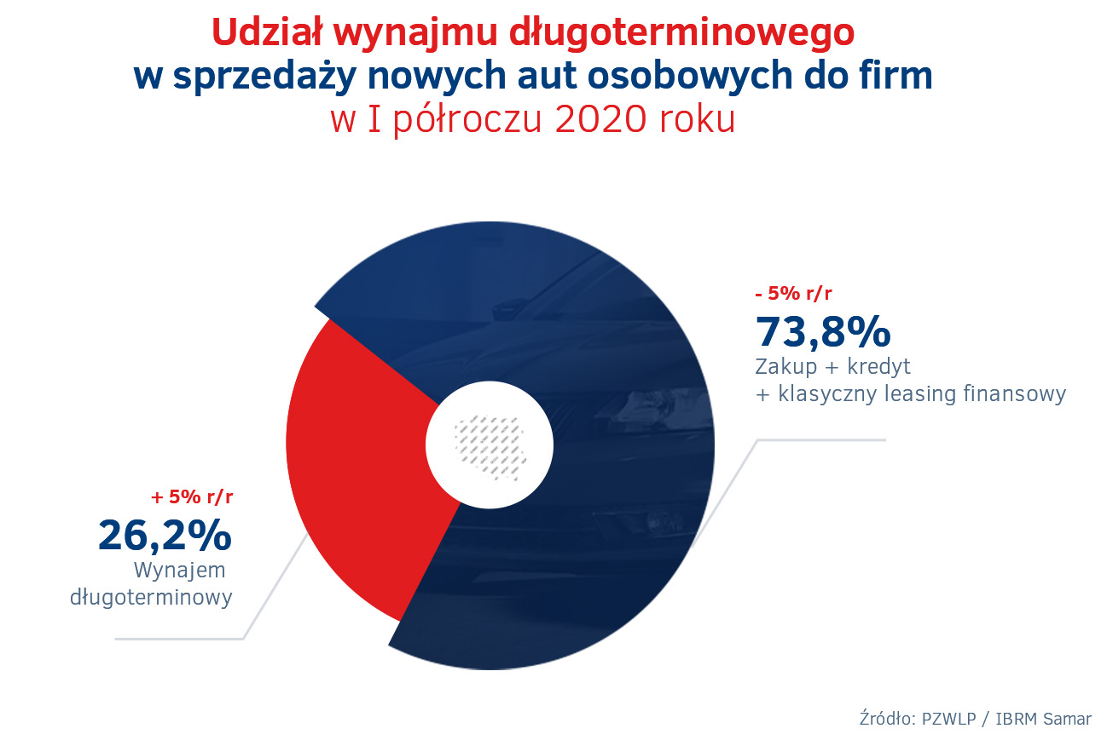 Udział wynajmu długoterminowego
w sprzedaży nowych aut osobowych do firm
w I półroczu 2020 roku
- 5% r/r
73,8%
Zakup + kredyt
+ klasyczny leasing finansowy
+ 5% r/r
26,2%
Wynajem
długoterminowy
Źródło: PZWLP / IBRM Samar